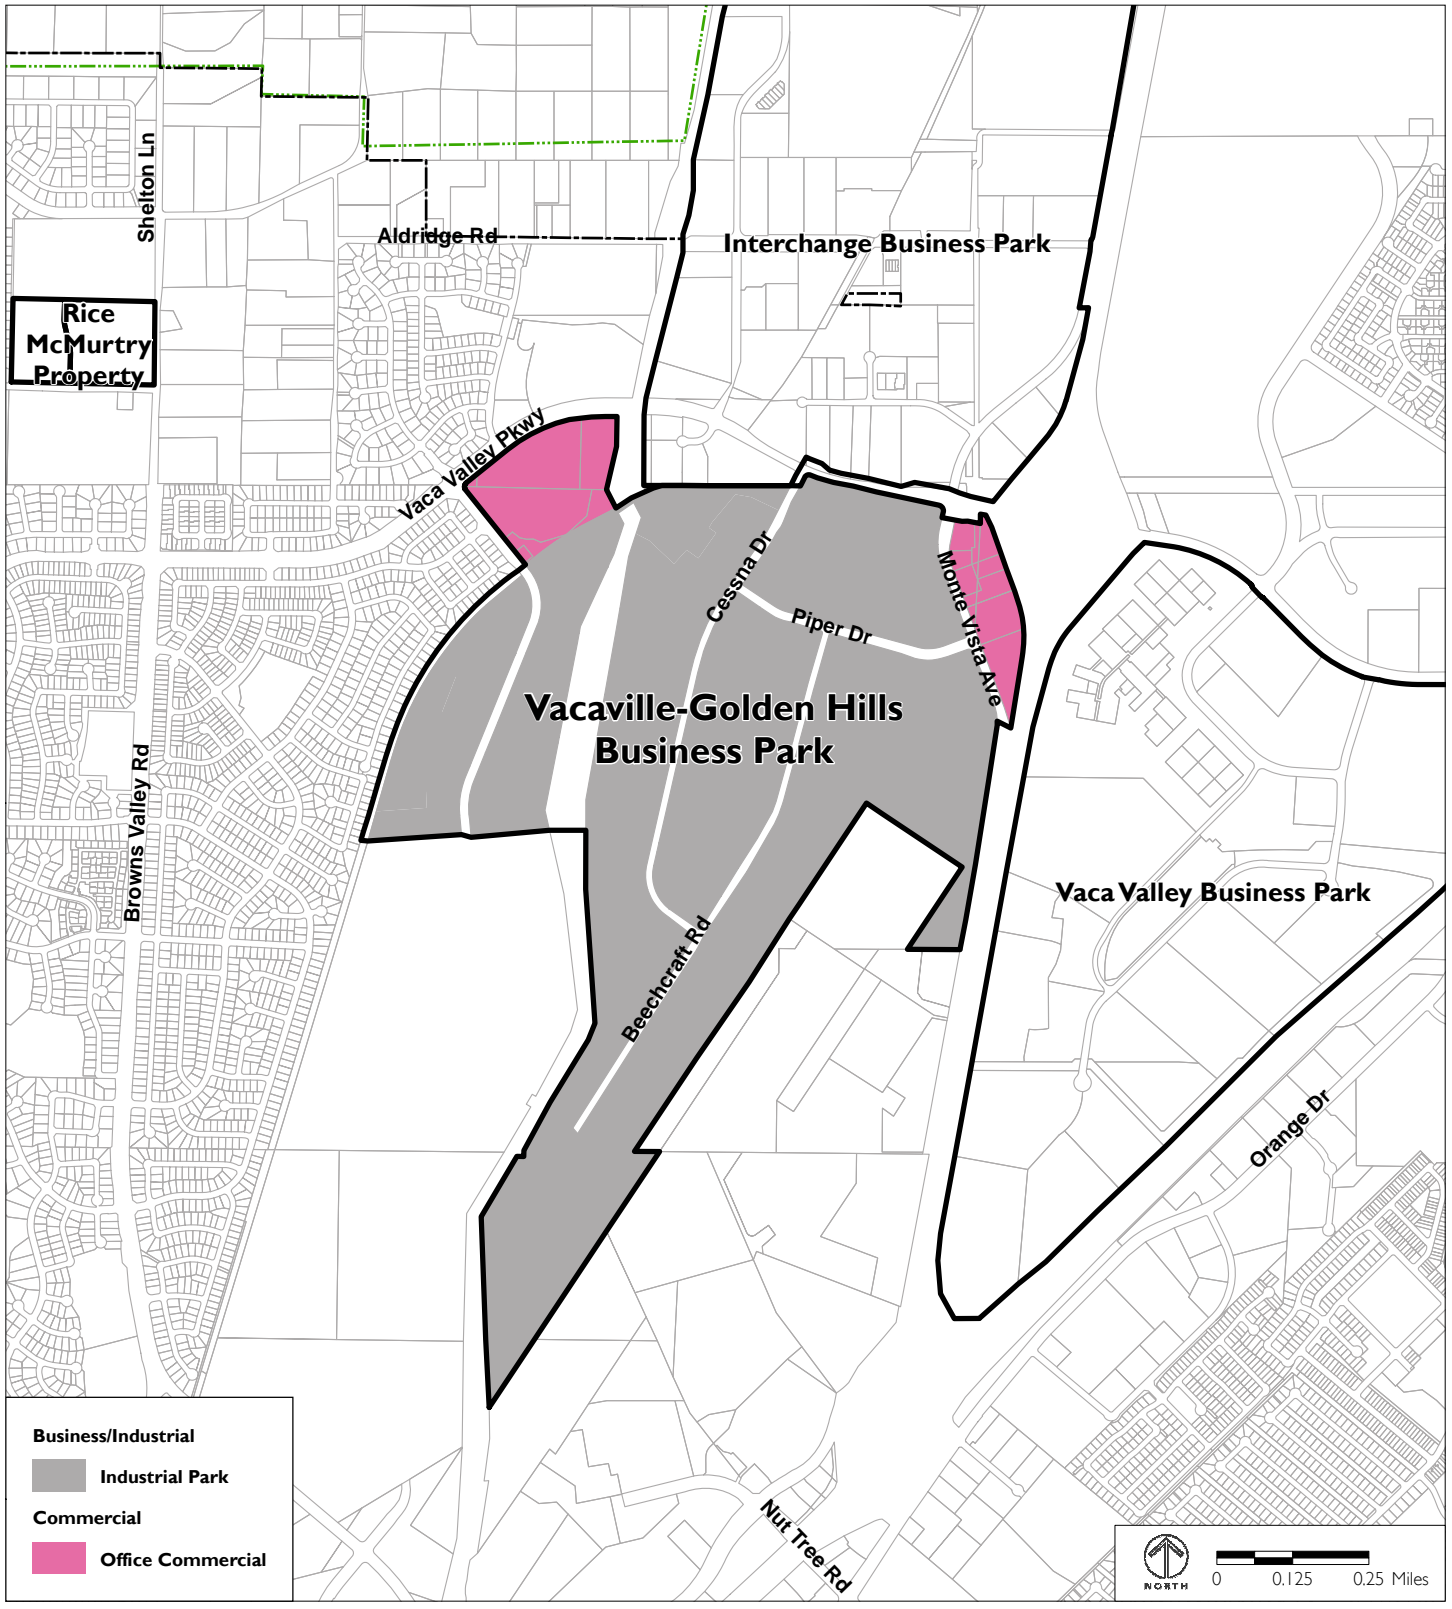 Shelton Ln
Aldridge Rd
Interchange Business Park
Rice
McMurtry
Property
Vaca Valley Pkwy
Cessna Dr
Piper Dr
Monte Vista Ave
Vacaville-Golden Hills
Business Park
Browns Valley Rd
Vaca Valley Business Park
Beechcraft Rd
Orange Dr
Nut Tree Rd
Business/Industrial
Industrial Park
Commercial
Office Commercial
NORTH
0 0.125 0.25 Miles